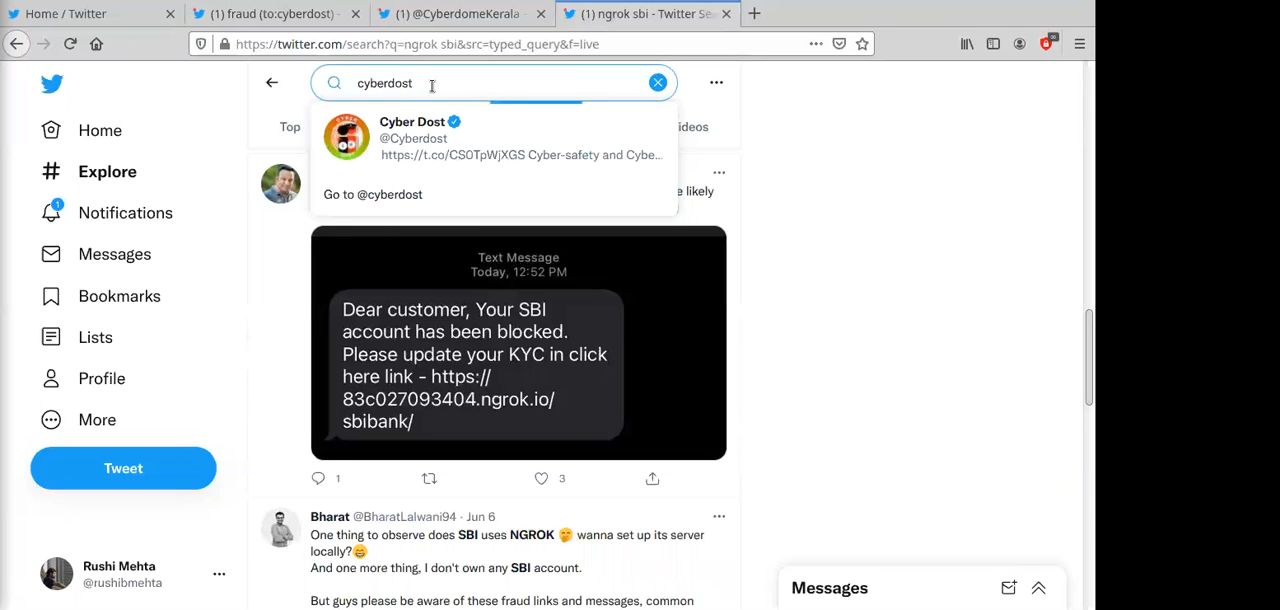 Home / Twitter
(1) fraud (to:cyberdost) -
(1) @CyberdomeKerala -
(1) ngrok sbi - Twitter Se
https://twitter.com/search?q=ngrok sbi&src=typed_query&f=live
cyberdost
Top
ideos
Cyber Dost
@Cyberdost
https://t.co/CS0TpWjXGS Cyber-safety and Cybe...
Go to @cyberdost
e likely
Home
Explore
1
Notifications
Messages
Bookmarks
Lists
Profile
More
Tweet
Rushi Mehta
@rushibmehta
Text Message
Today, 12:52 PM
Dear customer, Your SBI
account has been blocked.
Please update your KYC in click
here link - https://
83c027093404.ngrok.io/
sbibank/
1
3
Bharat @BharatLalwani94 · Jun 6
One thing to observe does SBI uses NGROK 🤭 wanna set up its server
locally?😁
And one more thing, I don't own any SBI account.
But guys please be aware of these fraud links and messages, common
Messages